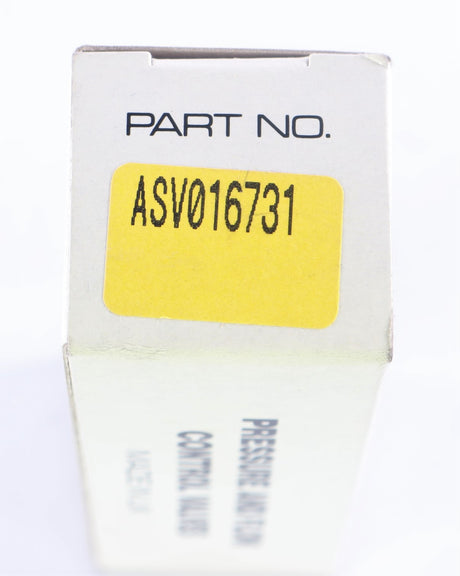 PART NO.
ASV016731
PRESSURE AND FLOW
CONTROL VALVE